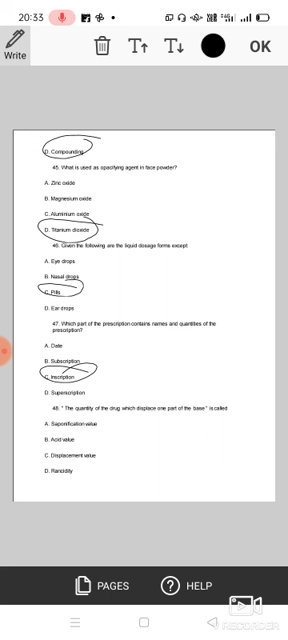 20:33
Write
OK
D. Compounding
45. What is used as opacifying agent in face powder?
A. Zinc oxide
B. Magnesium oxide
C. Aluminium oxide
D. Titanium dioxide
46. Given the following are the liquid dosage forms except
A. Eye drops
B. Nasal drops
C. Pills
D. Ear drops
47. Which part of the prescription contains names and quantities of the
prescription?
A. Date
B. Subscription
C. Inscription
D. Superscription
48. " The quantity of the drug which displace one part of the base " is called
A. Saponification value
B. Acid value
C. Displacement value
D. Rancidity
PAGES
HELP
RECORDER